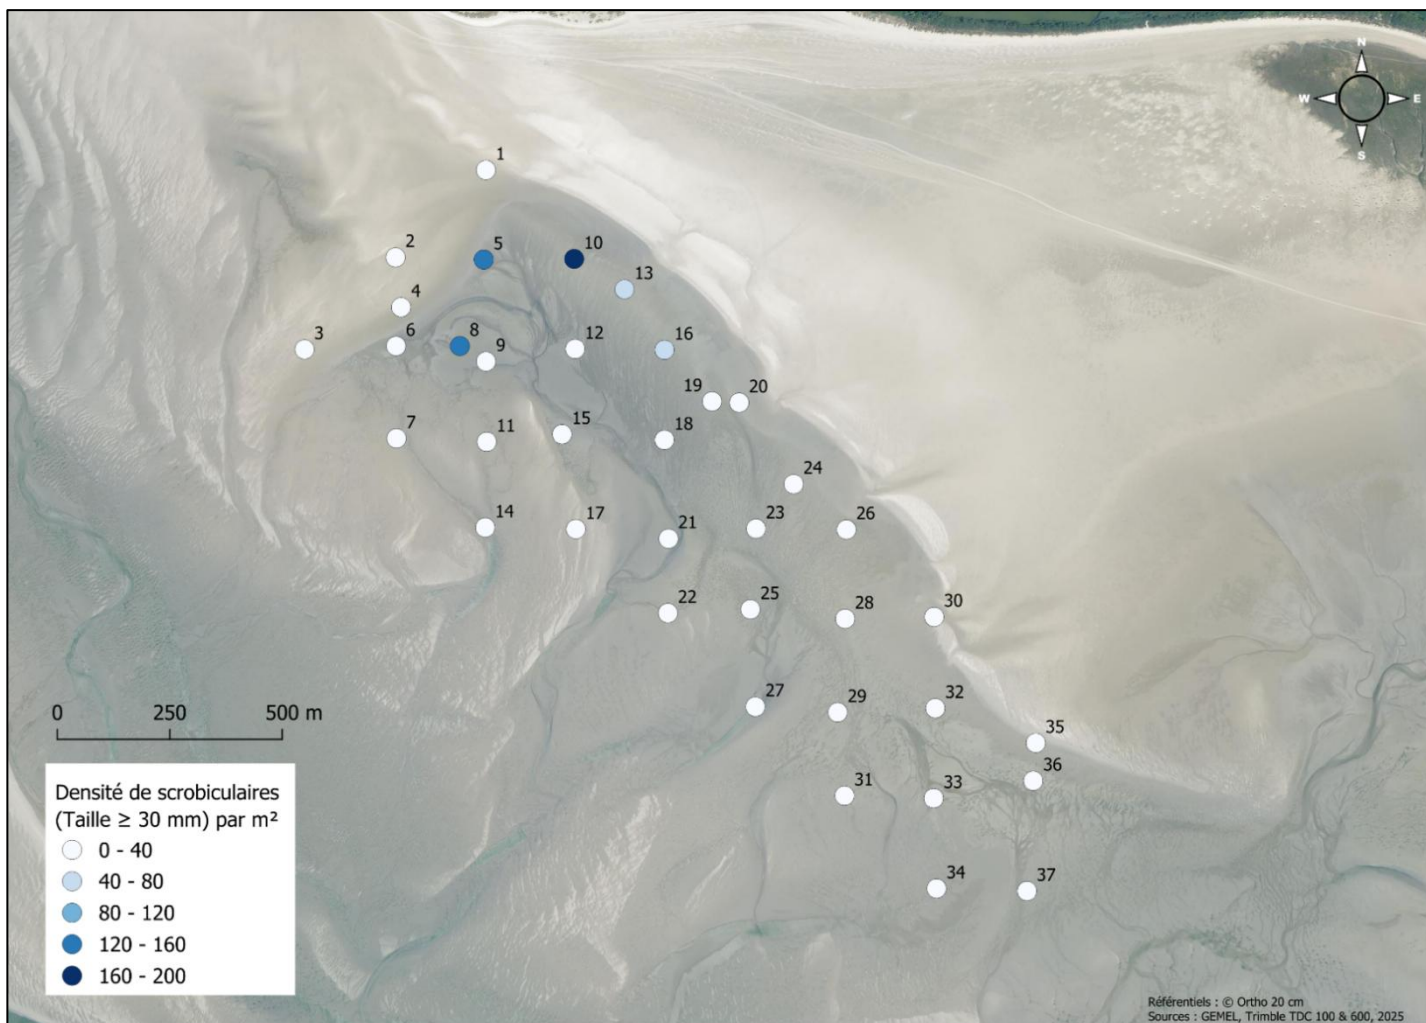 N
W E
S
1
2
5
10
13
4
3
6
8
9
12
16
19
20
7
11
15
18
24
14
17
21
23
26
22
25
28
30
27
29
32
35
31
33
36
34
37
0 250 500 m
Densité de scrobiculaires
(Taille ≥ 30 mm) par m²
0 - 40
40 - 80
80 - 120
120 - 160
160 - 200
Référentiels : © Ortho 20 cm
Sources : GEMEL, Trimble TDC 100 & 600, 2025